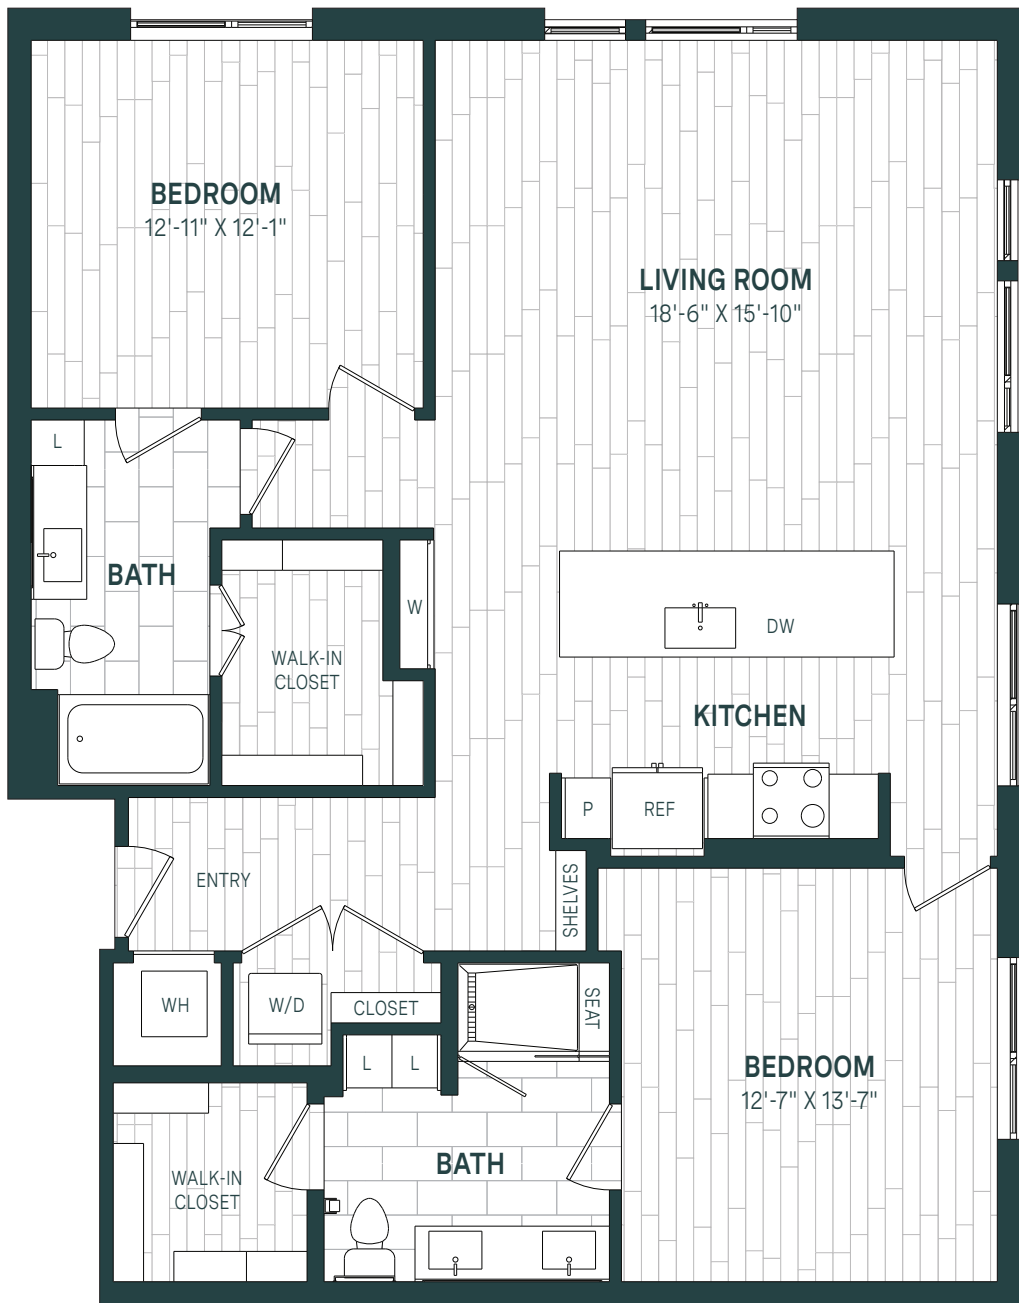 BEDROOM
12'-11" X 12'-1"
LIVING ROOM
18'-6" X 15'-10"
L
BATH
W
DW
WALK-IN
CLOSET
KITCHEN
P
REF
ENTRY
SHELVES
WH
W/D
CLOSET
SEAT
L
L
BEDROOM
12'-7" X 13'-7"
BATH
WALK-IN
CLOSET